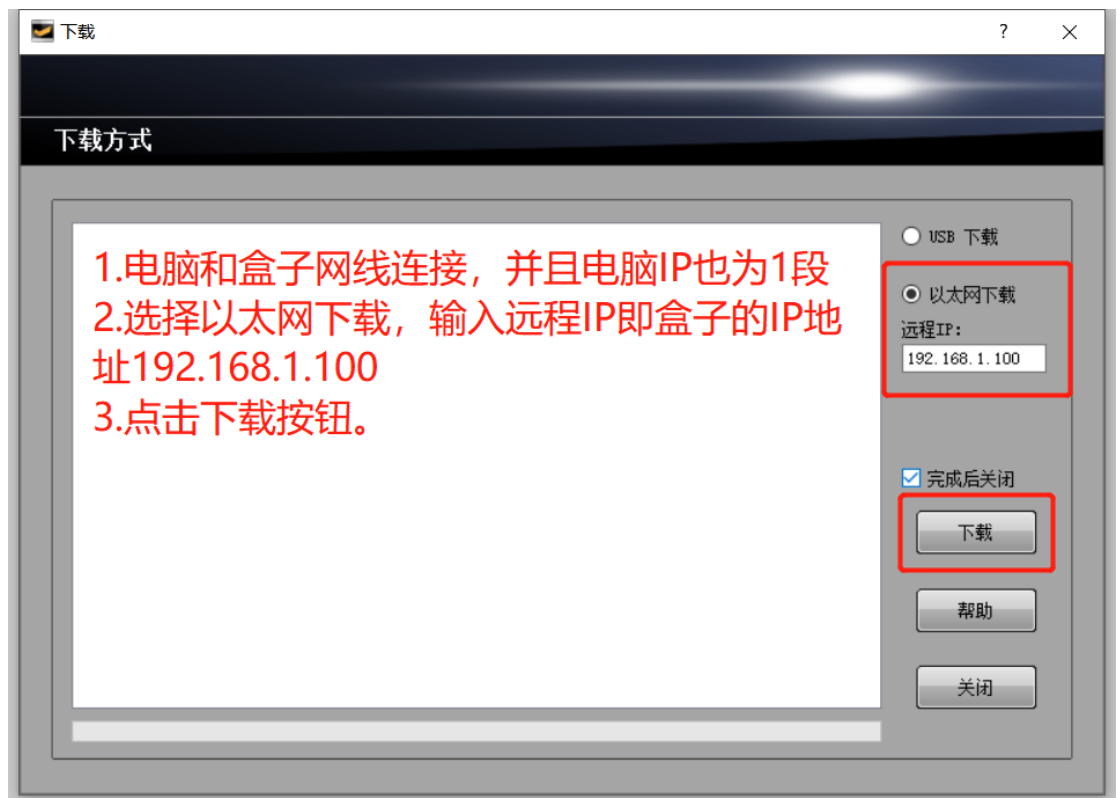 下载
?
下载方式
1.电脑和盒子网线连接，并且电脑IP也为1段
2.选择以太网下载，输入远程IP即盒子的IP地
址192.168.1.100
3.点击下载按钮。
USB 下载
以太网下载
远程IP:
192.168.1.100
完成后关闭
下载
帮助
关闭